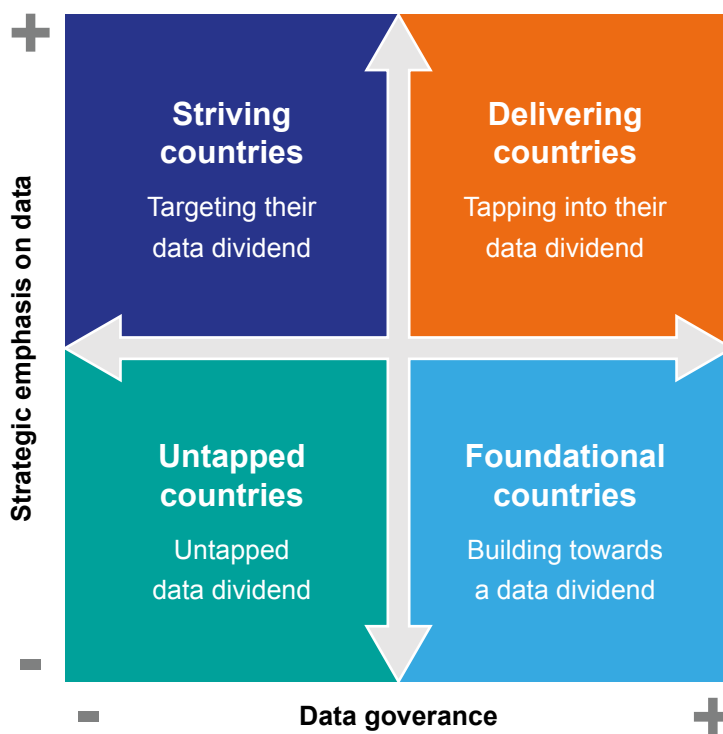 +
Strategic emphasis on data
Striving
countries
Targeting their
data dividend
Delivering
countries
Tapping into their
data dividend
Untapped
countries
Untapped
data dividend
Foundational
countries
Building towards
a data dividend
-
-
Data goverance
+